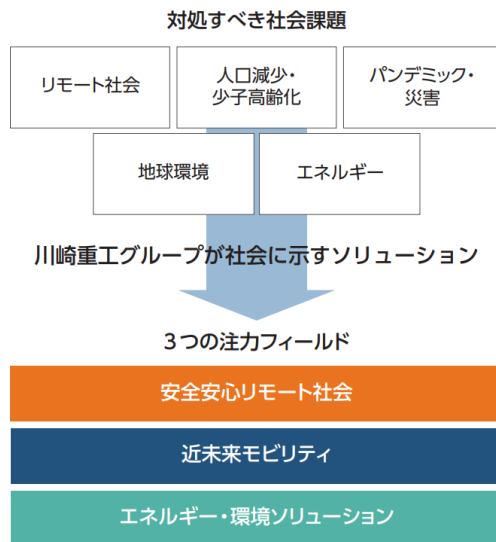 対処すべき社会課題
リモート社会
人口減少・
少子高齢化
パンデミック・
災害
地球環境
エネルギー
川崎重工グループが社会に示すソリューション
3つの注力フィールド
安全安心リモート社会
近未来モビリティ
エネルギー・環境ソリューション